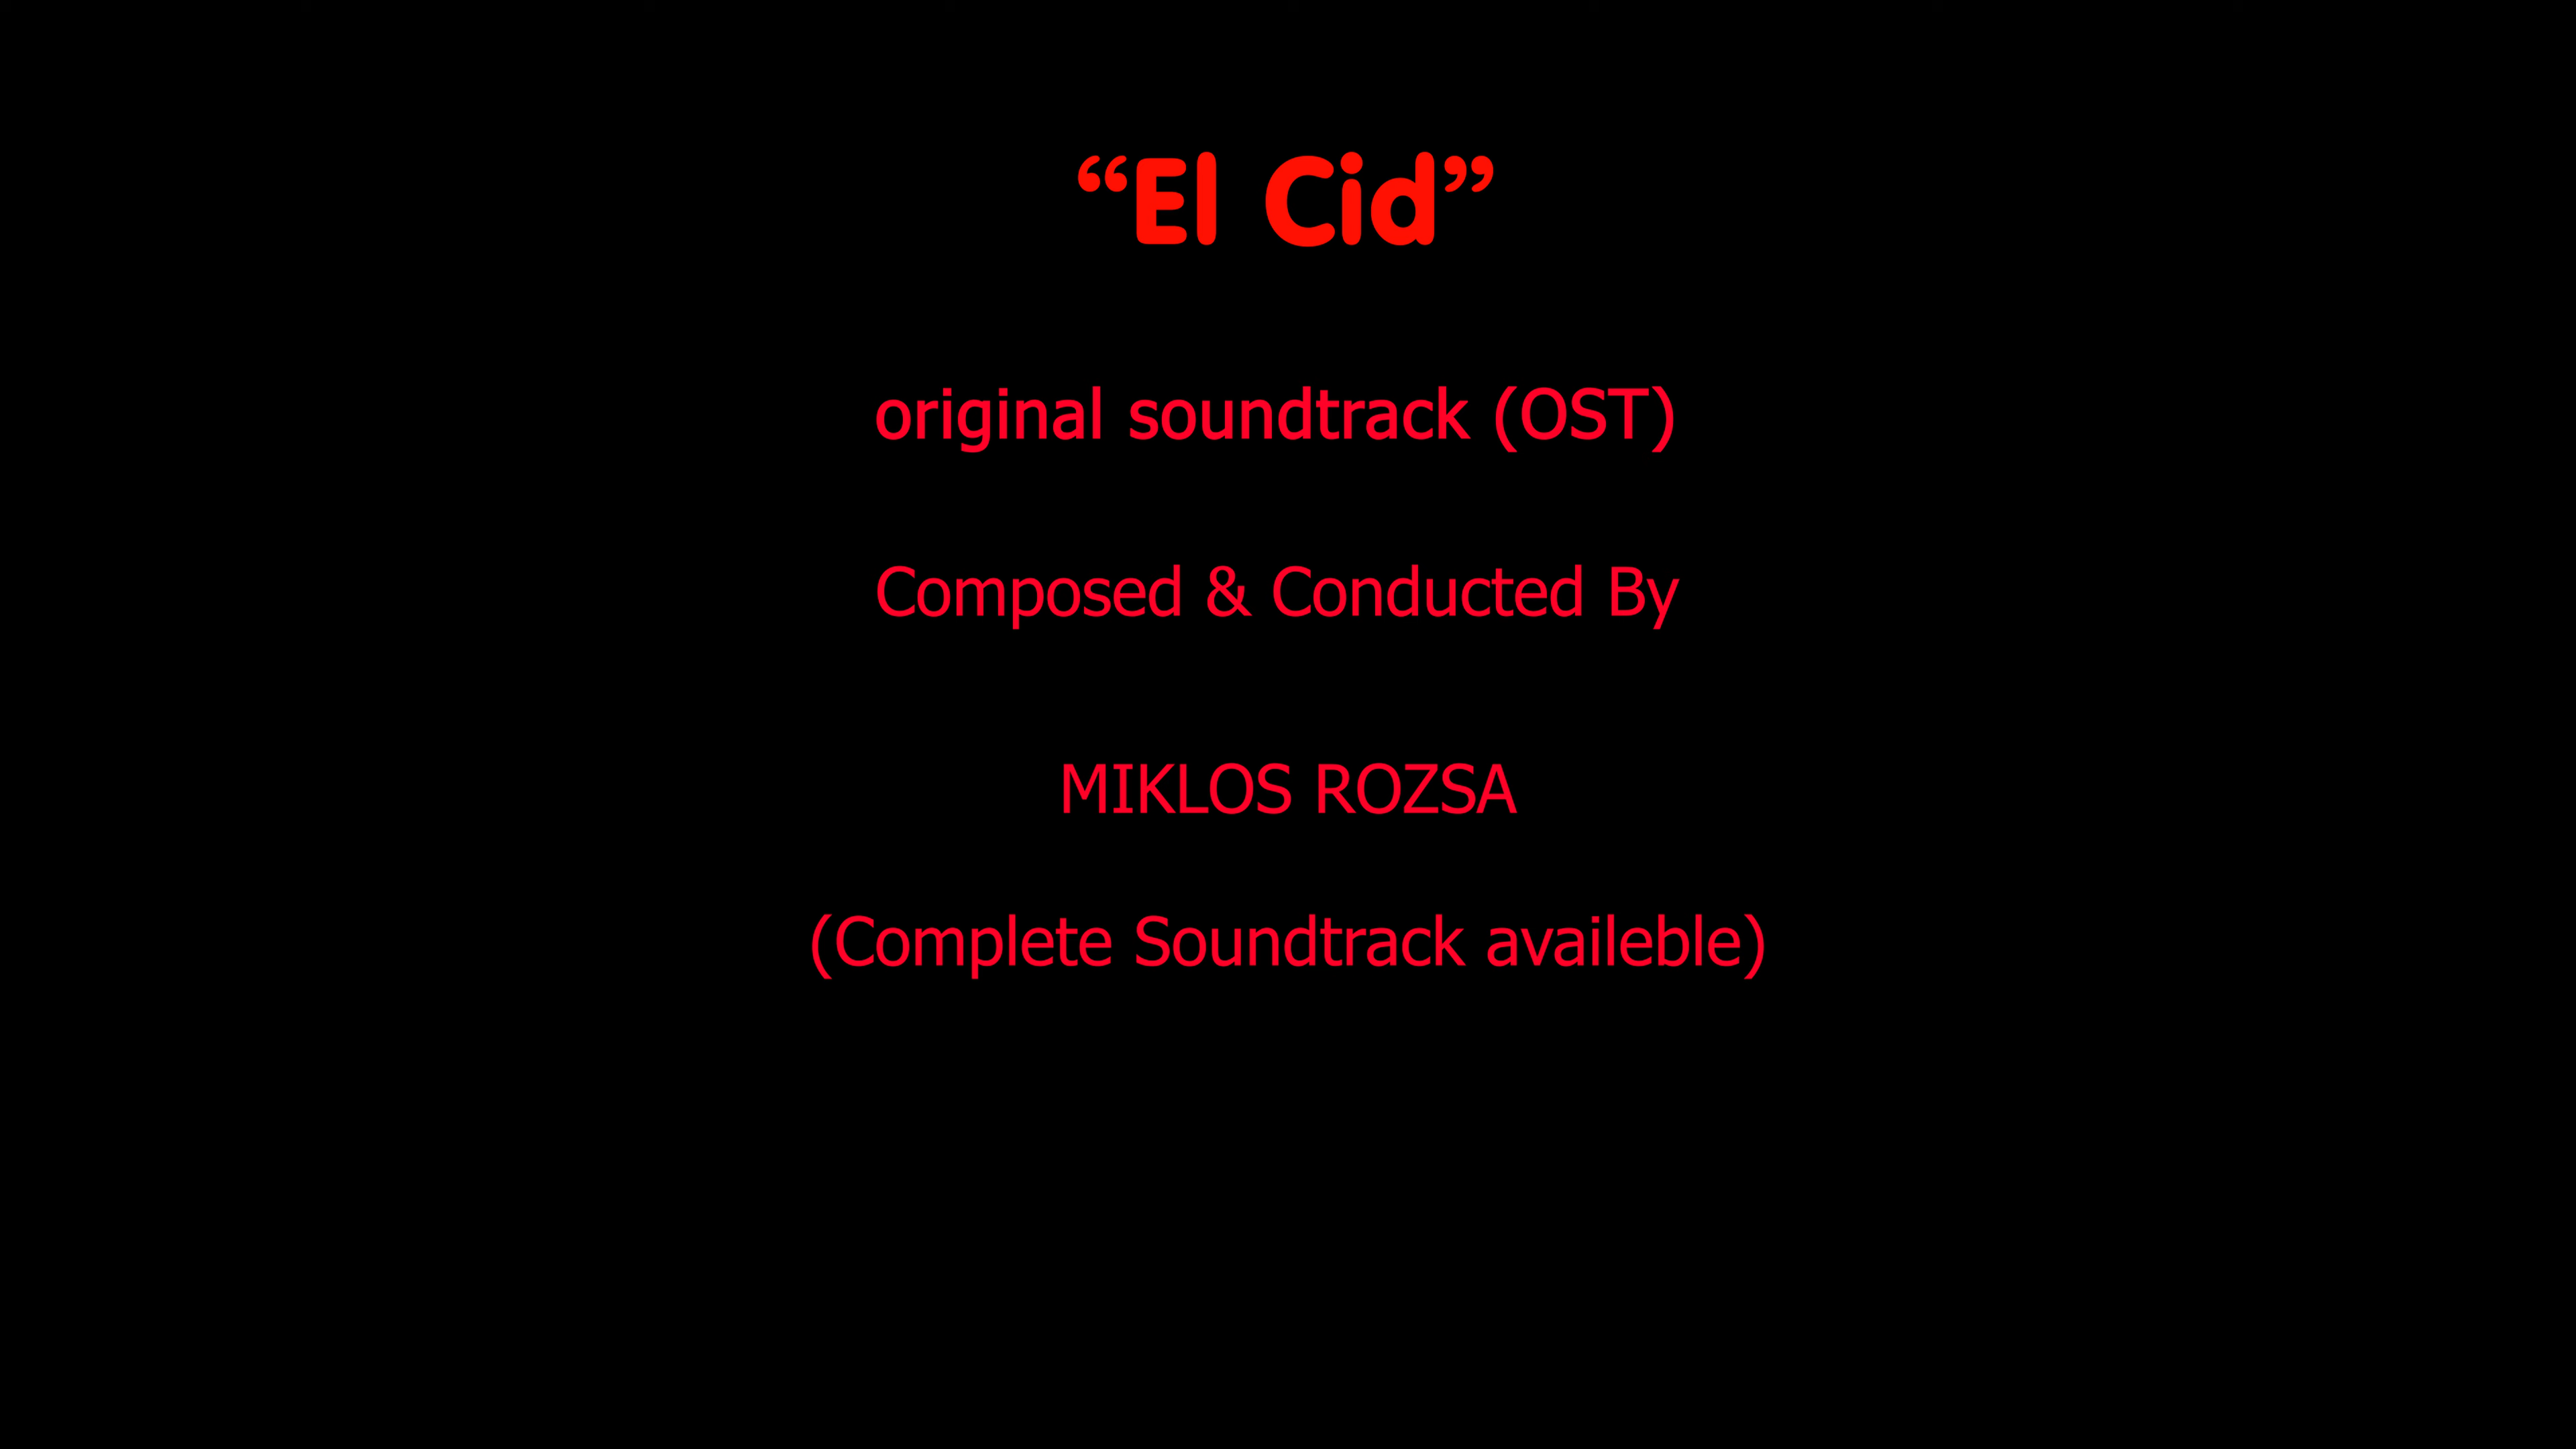 “El Cid”
original soundtrack (OST)
Composed & Conducted By
MIKLOS ROZSA
(Complete Soundtrack availeble)